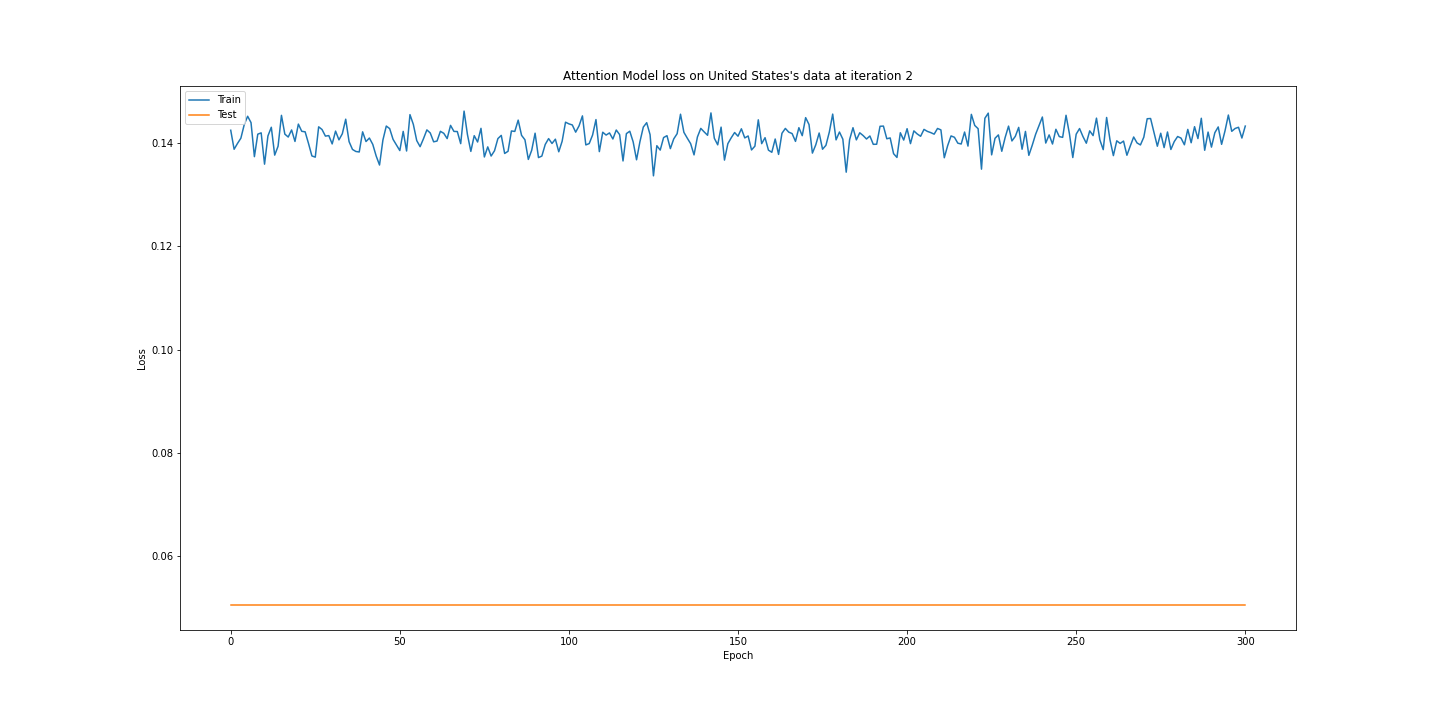 Attention Model loss on United States's data at iteration 2
Train
Test
0.14
0.12
0.10
0.08
0.06
Loss
0
50
100
150
200
250
300
Epoch